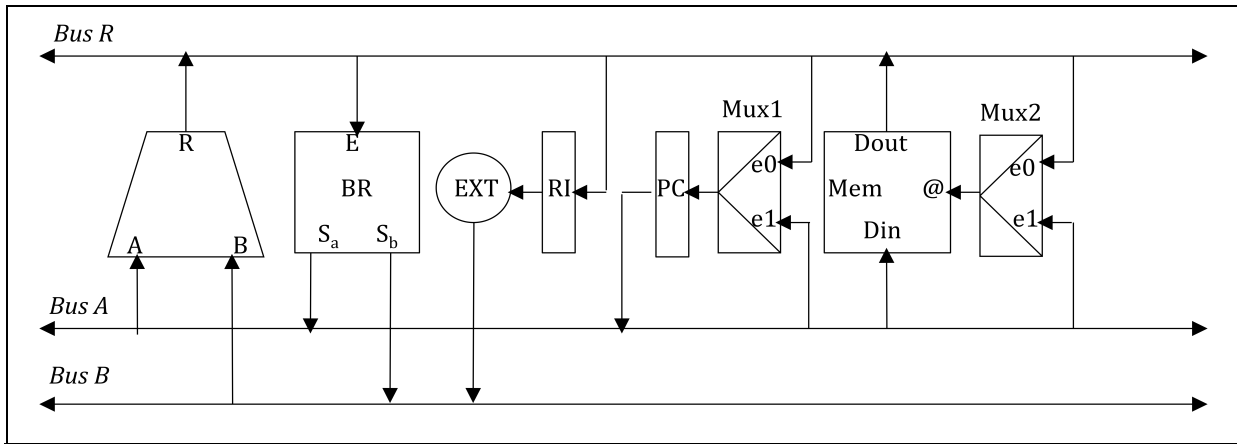 Bus R
Mux1
Mux2
R
E
Dout
e0
e0
BR
EXT
RI
PC
Mem
@
e1
e1
Din
Sa
Sb
A
B
Bus A
Bus B